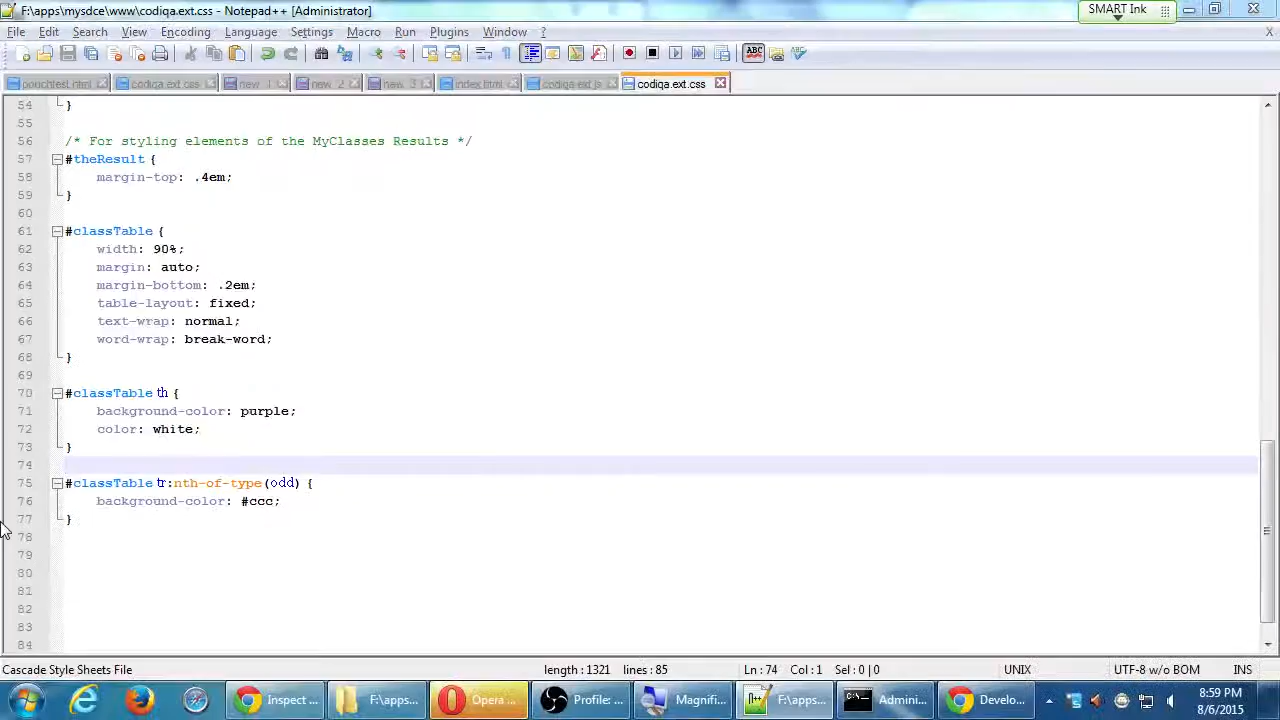 F:\apps\mysdce\www\codiqa.ext.css - Notepad++ [Administrator]
SMART Ink
File Edit Search View Encoding Language Settings Macro Run Plugins Window ? X
pouchtest.html codiqa.ext.css new 1 new 2 new 3 index.html codiqa.ext.js codiqa.ext.css
54 }
55
56 /* For styling elements of the MyClasses Results */
57 #theResult {
58 margin-top: .4em;
59 }
60
61 #classTable {
62 width: 90%;
63 margin: auto;
64 margin-bottom: .2em;
65 table-layout: fixed;
66 text-wrap: normal;
67 word-wrap: break-word;
68 }
69
70 #classTable th {
71 background-color: purple;
72 color: white;
73 }
74
75 #classTable tr:nth-of-type(odd) {
76 background-color: #ccc;
77 }
78
79
80
81
82
83
84
Cascade Style Sheets File length : 1321 lines : 85 Ln : 74 Col : 1 Sel : 0 | 0 UNIX UTF-8 w/o BOM INS
Inspect ... F:\apps... Opera ... Profile: ... Magnifi... F:\apps... Admini... Develo...
8:59 PM
8/6/2015